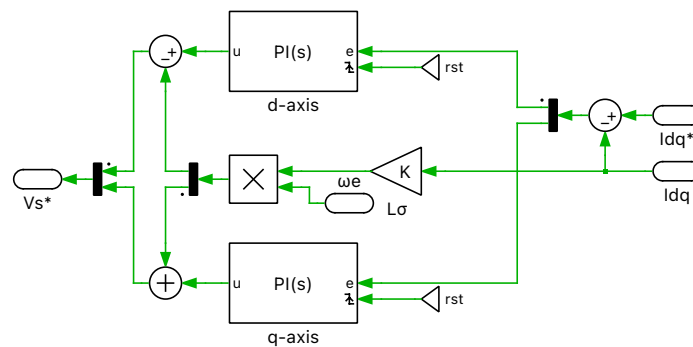 PI(s)
u
e
rst
d-axis
− +
− +
Idq*
ωe
K
Vs*
Lσ
Idq
PI(s)
u
e
rst
q-axis